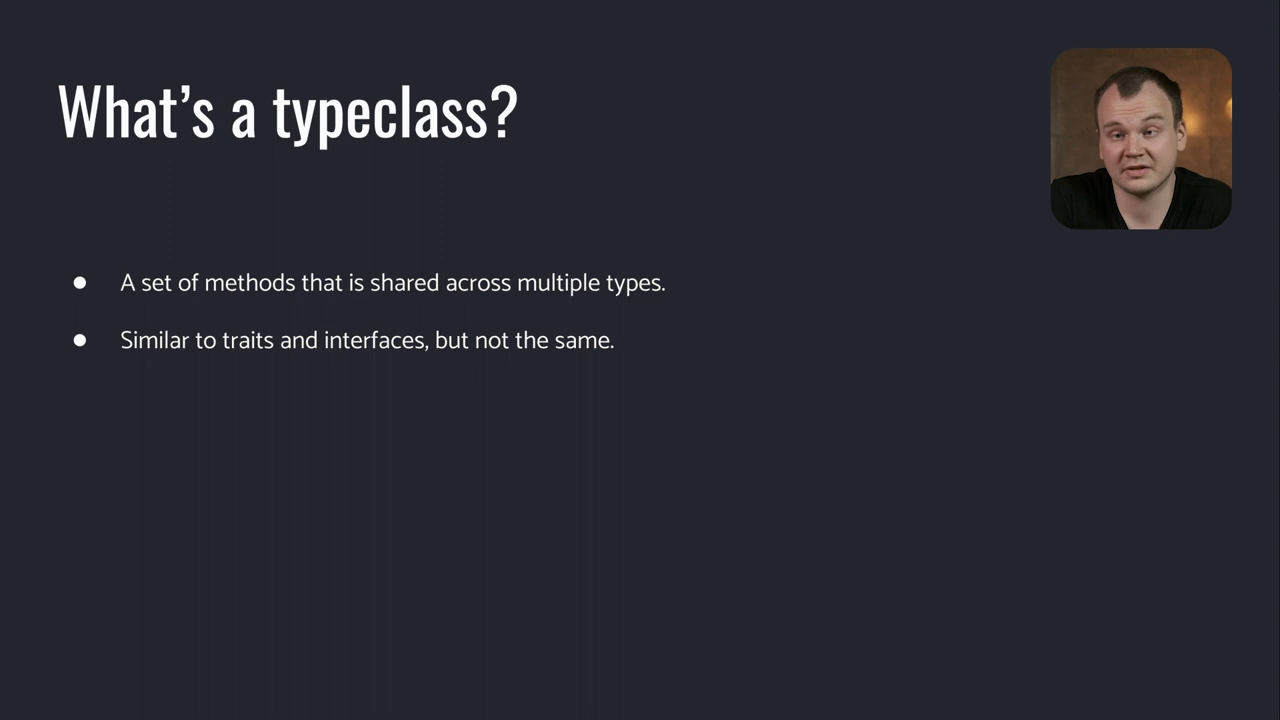 What’s a typeclass?
● A set of methods that is shared across multiple types.
● Similar to traits and interfaces, but not the same.